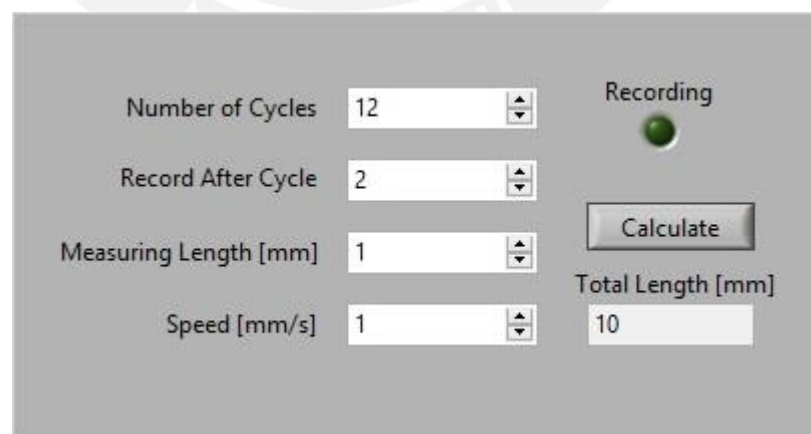 Number of Cycles 12
Recording
Record After Cycle 2
Calculate
Measuring Length [mm] 1
Total Length [mm]
Speed [mm/s] 1
10